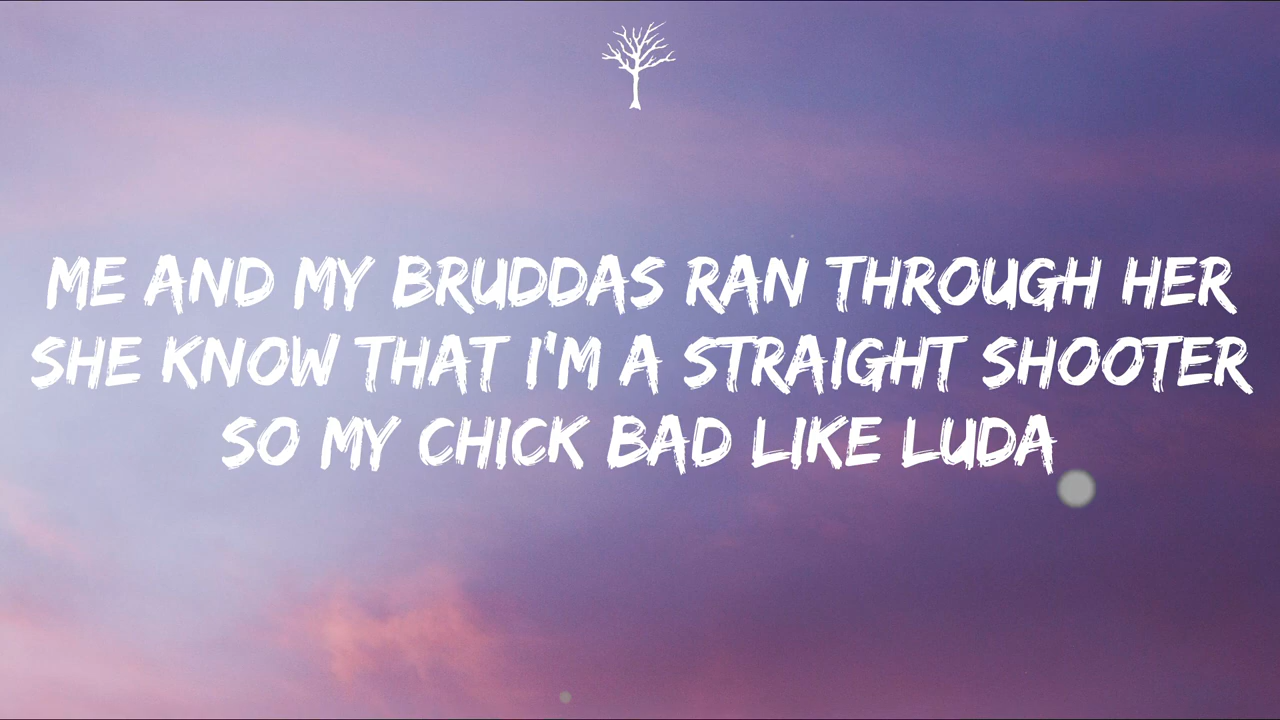 ME AND MY BRUDDAS RAN THROUGH HER
SHE KNOW THAT I'M A STRAIGHT SHOOTER
SO MY CHICK BAD LIKE LUDA